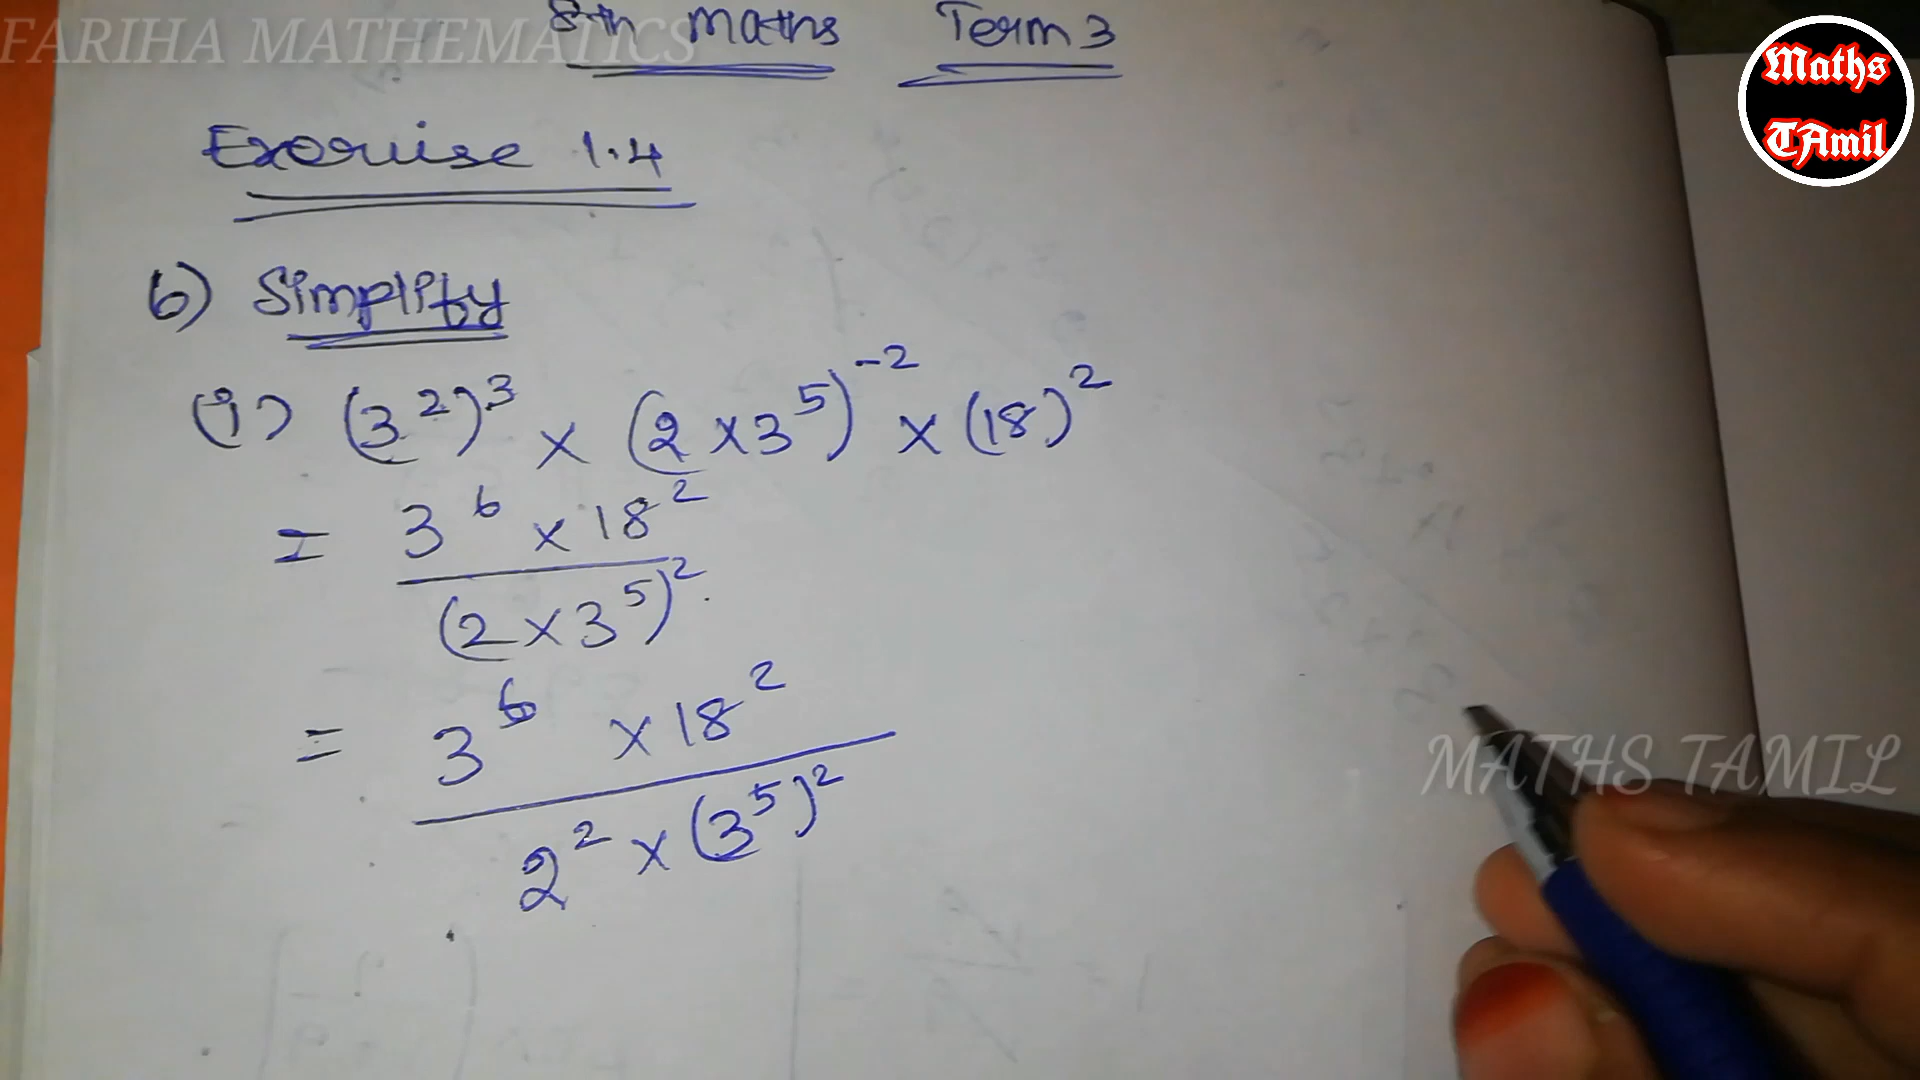 FARIHA MATHEMATICS
8th maths Term 3
Maths
TAmil
Exercise 1.4
6) Simplify
(i) (3²)³ × (2 × 3⁵)⁻² × (18)²
= 3⁶ × 18²
(2 × 3⁵)²
= 3⁶ × 18²
2² × (3⁵)²
MATHS TAMIL